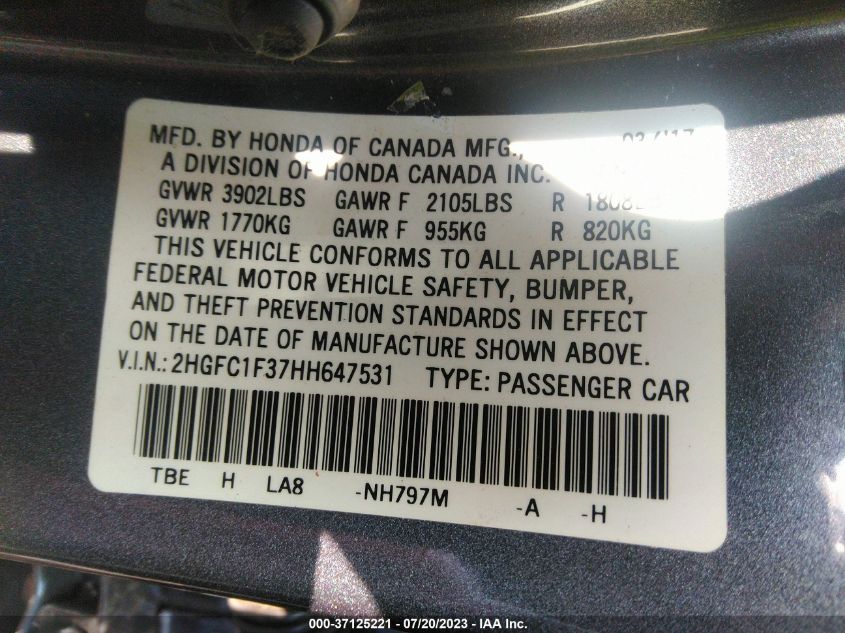 MFD. BY HONDA OF CANADA MFG.,
A DIVISION OF HONDA CANADA INC.
GVWR 3902LBS GAWR F 2105LBS R
GVWR 1770KG GAWR F 955KG R 820KG
THIS VEHICLE CONFORMS TO ALL APPLICABLE
FEDERAL MOTOR VEHICLE SAFETY, BUMPER,
AND THEFT PREVENTION STANDARDS IN EFFECT
ON THE DATE OF MANUFACTURE SHOWN ABOVE.
V.I.N.: 2HGFC1F37HH647531 TYPE: PASSENGER CAR
TBE H LA8 -NH797M -A -H
000-37125221 / 07/20/2023 / IAA Inc.